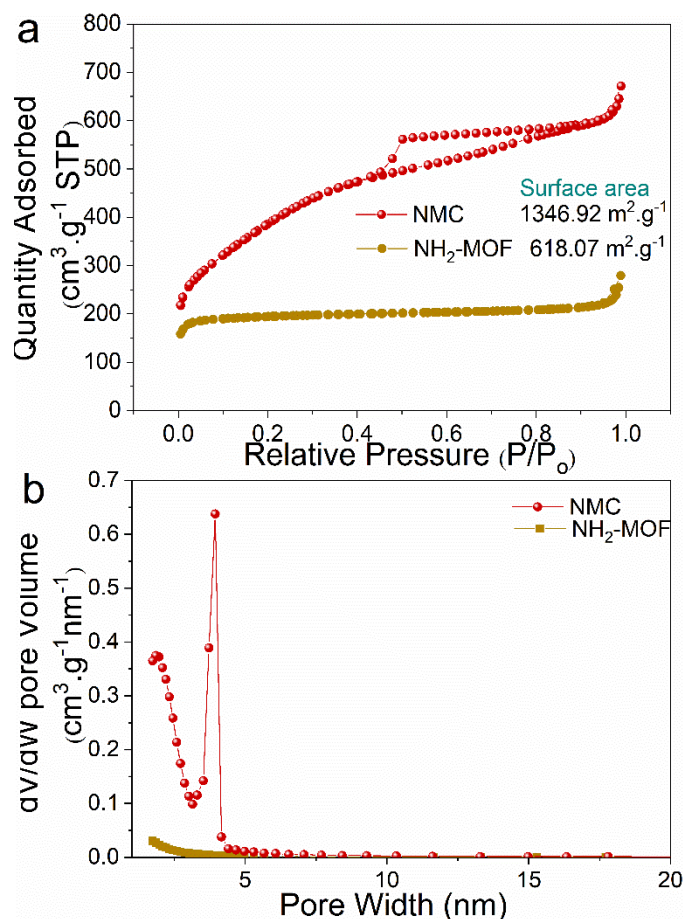 a
800
700
600
500
400
300
200
100
0
Quantity Adsorbed
(cm³.g⁻¹ STP)
Surface area
NMC 1346.92 m².g⁻¹
NH₂-MOF 618.07 m².g⁻¹
0.0 0.2 0.4 0.6 0.8 1.0
Relative Pressure (P/Pₒ)
b
0.7
0.6
0.5
0.4
0.3
0.2
0.1
0.0
dv/dw pore volume
(cm³.g⁻¹nm⁻¹)
NMC
NH₂-MOF
5 10 15 20
Pore Width (nm)